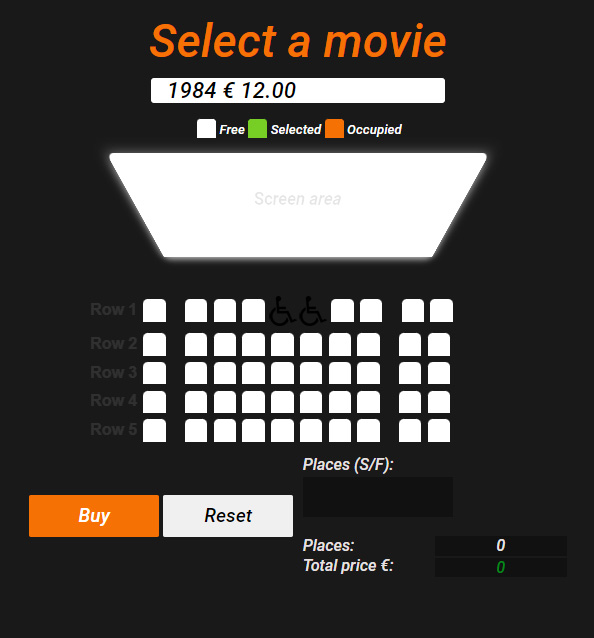 Select a movie
1984 € 12.00
Free Selected Occupied
Screen area
Row 1
Row 2
Row 3
Row 4
Row 5
Places (S/F):
Buy Reset
Places: 0
Total price €: 0